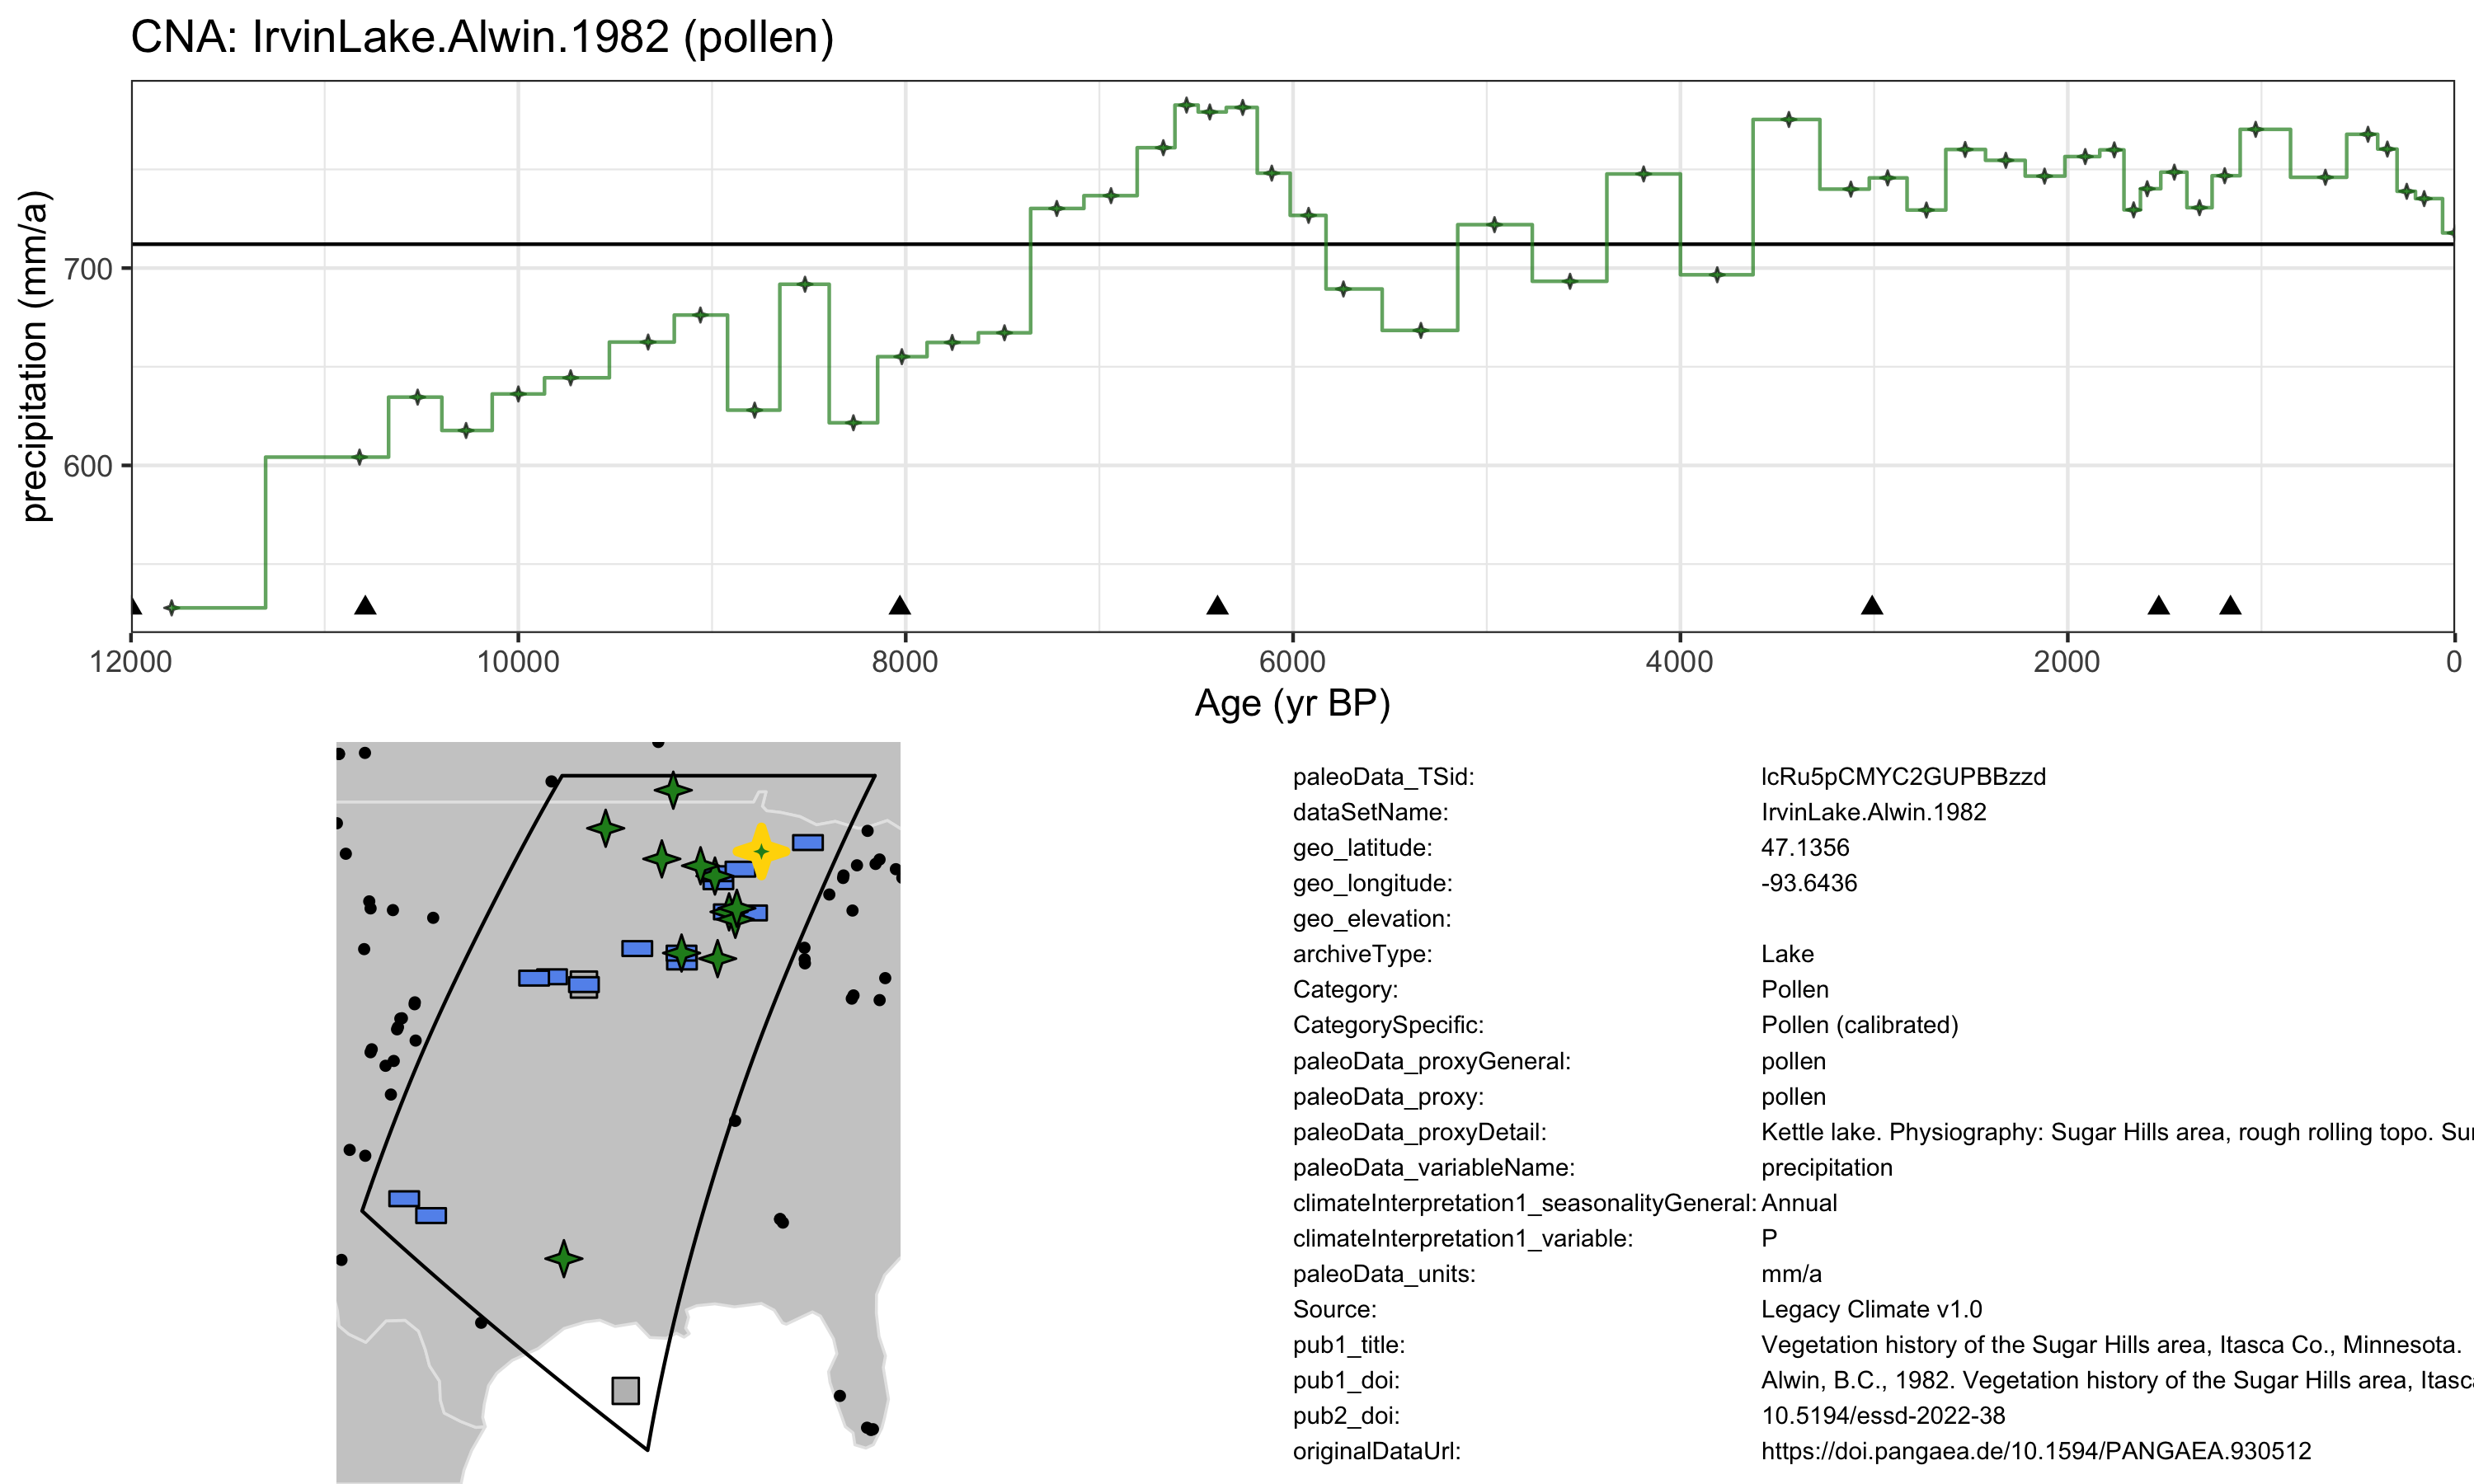 CNA: IrvinLake.Alwin.1982 (pollen)
precipitation (mm/a)
700
600
12000 10000 8000 6000 4000 2000 0
Age (yr BP)
paleoData_TSid: lcRu5pCMYC2GUPBBzzd
dataSetName: IrvinLake.Alwin.1982
geo_latitude: 47.1356
geo_longitude: -93.6436
geo_elevation:
archiveType: Lake
Category: Pollen
CategorySpecific: Pollen (calibrated)
paleoData_proxyGeneral: pollen
paleoData_proxy: pollen
paleoData_proxyDetail: Kettle lake. Physiography: Sugar Hills area, rough rolling topo.
paleoData_variableName: precipitation
climateInterpretation1_seasonalityGeneral: Annual
climateInterpretation1_variable: P
paleoData_units: mm/a
Source: Legacy Climate v1.0
pub1_title: Vegetation history of the Sugar Hills area, Itasca Co., Minnesota.
pub1_doi: Alwin, B.C., 1982. Vegetation history of the Sugar Hills area,
pub2_doi: 10.5194/essd-2022-38
originalDataUrl: https://doi.pangaea.de/10.1594/PANGAEA.930512